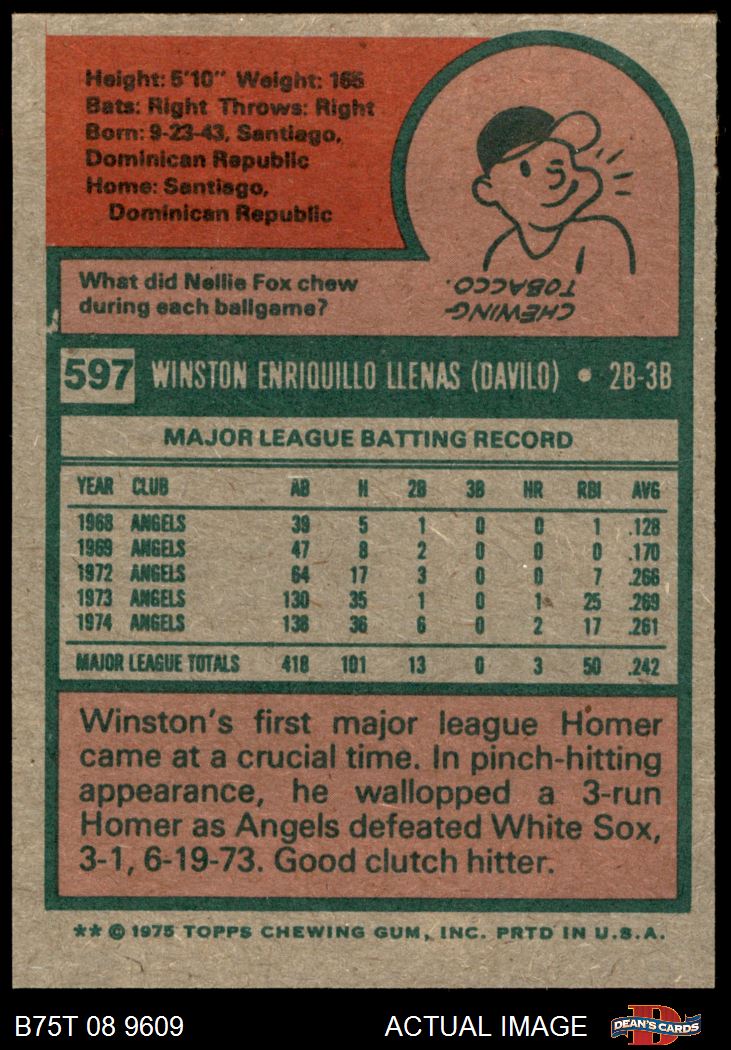 Height: 5'10" Weight: 165
Bats: Right Throws: Right
Born: 9-23-43, Santiago,
Dominican Republic
Home: Santiago,
Dominican Republic
What did Nellie Fox chew
during each ballgame?
CHEWING-
TOBACCO.
597 WINSTON ENRIQUILLO LLENAS (DAVILO) • 2B-3B
MAJOR LEAGUE BATTING RECORD
YEAR CLUB AB H 2B 3B HR RBI AVG
1968 ANGELS 39 5 1 0 0 1 .128
1969 ANGELS 47 8 2 0 0 0 .170
1972 ANGELS 64 17 3 0 0 7 .266
1973 ANGELS 130 35 1 0 1 25 .269
1974 ANGELS 138 36 6 0 2 17 .261
MAJOR LEAGUE TOTALS 418 101 13 0 3 50 .242
Winston's first major league Homer
came at a crucial time. In pinch-hitting
appearance, he wallopped a 3-run
Homer as Angels defeated White Sox,
3-1, 6-19-73. Good clutch hitter.
** © 1975 TOPPS CHEWING GUM, INC. PRTD IN U.S.A.
B75T 08 9609 ACTUAL IMAGE DEAN'S CARDS